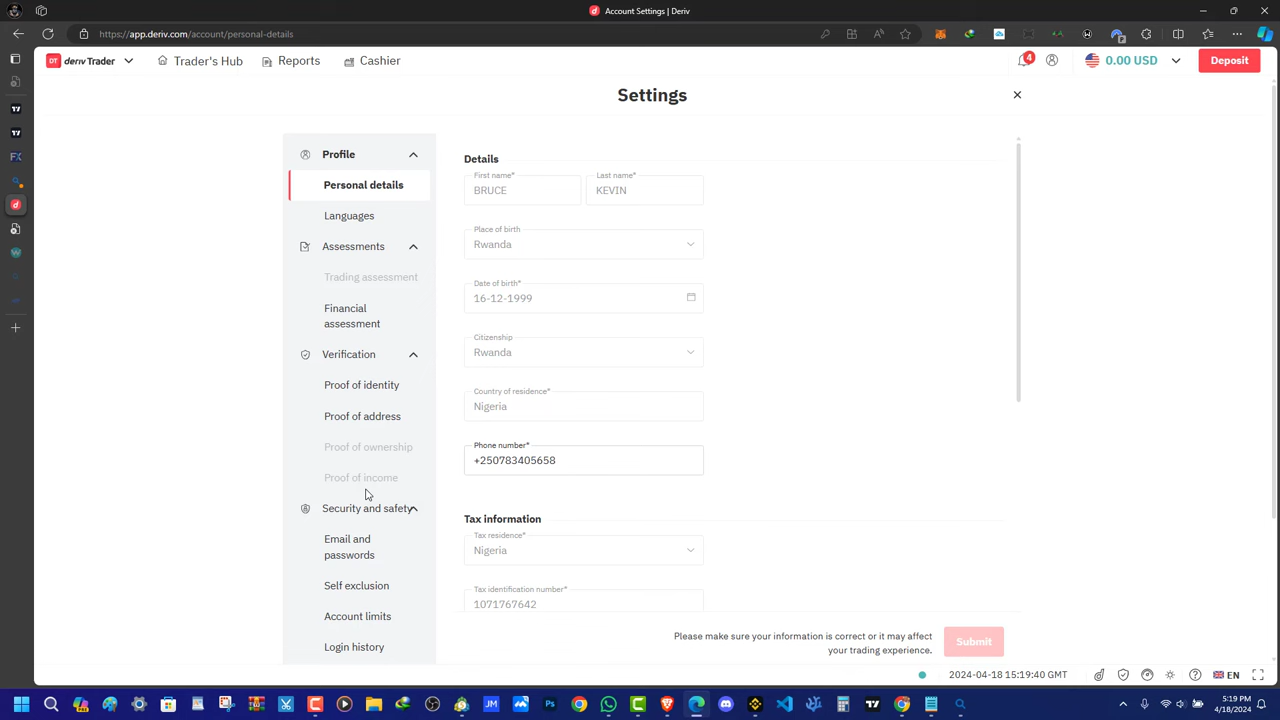 Account Settings | Deriv
https://app.deriv.com/account/personal-details
DT deriv Trader
Trader's Hub
Reports
Cashier
4
0.00 USD
Deposit
Settings
Profile
Personal details
Languages
Assessments
Trading assessment
Financial
assessment
Verification
Proof of identity
Proof of address
Proof of ownership
Proof of income
Security and safety
Email and
passwords
Self exclusion
Account limits
Login history
Details
First name*
BRUCE
Last name*
KEVIN
Place of birth
Rwanda
Date of birth*
16-12-1999
Citizenship
Rwanda
Country of residence*
Nigeria
Phone number*
+250783405658
Tax information
Tax residence*
Nigeria
Tax identification number*
1071767642
Please make sure your information is correct or it may affect
your trading experience.
Submit
2024-04-18 15:19:40 GMT
EN
5:19 PM
4/18/2024